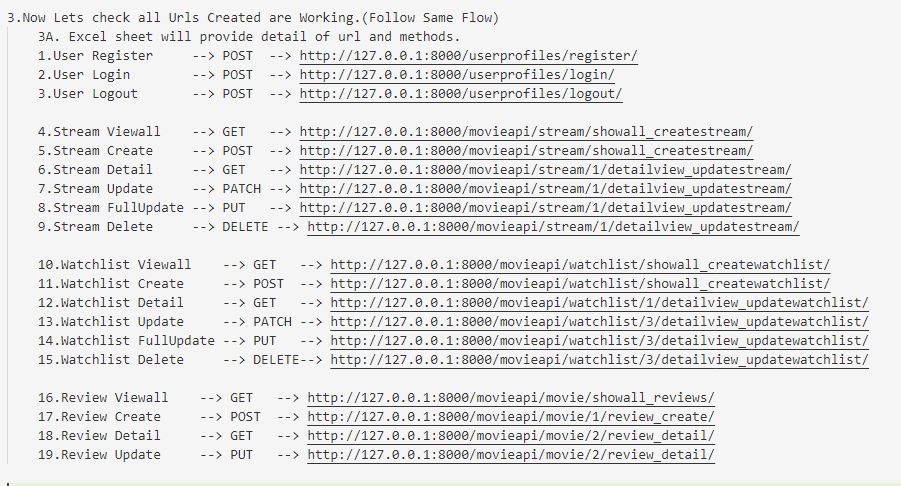 3.Now Lets check all Urls Created are Working.(Follow Same Flow)
3A. Excel sheet will provide detail of url and methods.
1.User Register --> POST --> http://127.0.0.1:8000/userprofiles/register/
2.User Login --> POST --> http://127.0.0.1:8000/userprofiles/login/
3.User Logout --> POST --> http://127.0.0.1:8000/userprofiles/logout/
4.Stream Viewall --> GET --> http://127.0.0.1:8000/movieapi/stream/showall_createstream/
5.Stream Create --> POST --> http://127.0.0.1:8000/movieapi/stream/showall_createstream/
6.Stream Detail --> GET --> http://127.0.0.1:8000/movieapi/stream/1/detailview_updatestream/
7.Stream Update --> PATCH --> http://127.0.0.1:8000/movieapi/stream/1/detailview_updatestream/
8.Stream FullUpdate --> PUT --> http://127.0.0.1:8000/movieapi/stream/1/detailview_updatestream/
9.Stream Delete --> DELETE --> http://127.0.0.1:8000/movieapi/stream/1/detailview_updatestream/
10.Watchlist Viewall --> GET --> http://127.0.0.1:8000/movieapi/watchlist/showall_createwatchlist/
11.Watchlist Create --> POST --> http://127.0.0.1:8000/movieapi/watchlist/showall_createwatchlist/
12.Watchlist Detail --> GET --> http://127.0.0.1:8000/movieapi/watchlist/1/detailview_updatewatchlist/
13.Watchlist Update --> PATCH --> http://127.0.0.1:8000/movieapi/watchlist/3/detailview_updatewatchlist/
14.Watchlist FullUpdate --> PUT --> http://127.0.0.1:8000/movieapi/watchlist/3/detailview_updatewatchlist/
15.Watchlist Delete --> DELETE--> http://127.0.0.1:8000/movieapi/watchlist/3/detailview_updatewatchlist/
16.Review Viewall --> GET --> http://127.0.0.1:8000/movieapi/movie/showall_reviews/
17.Review Create --> POST --> http://127.0.0.1:8000/movieapi/movie/1/review_create/
18.Review Detail --> GET --> http://127.0.0.1:8000/movieapi/movie/2/review_detail/
19.Review Update --> PUT --> http://127.0.0.1:8000/movieapi/movie/2/review_detail/